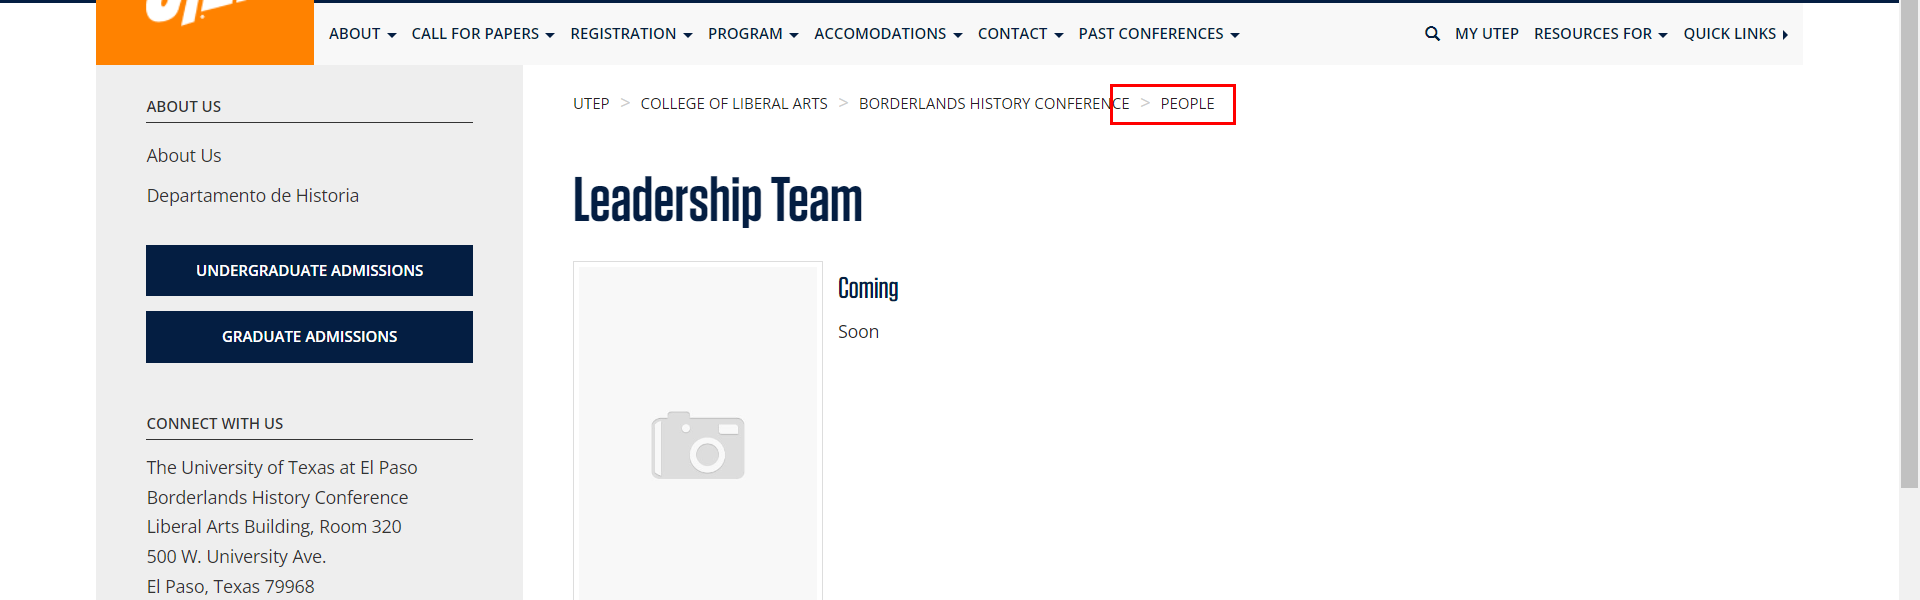 ABOUT CALL FOR PAPERS REGISTRATION PROGRAM ACCOMODATIONS CONTACT PAST CONFERENCES MY UTEP RESOURCES FOR QUICK LINKS
ABOUT US
About Us
Departamento de Historia
UNDERGRADUATE ADMISSIONS
GRADUATE ADMISSIONS
CONNECT WITH US
The University of Texas at El Paso
Borderlands History Conference
Liberal Arts Building, Room 320
500 W. University Ave.
El Paso, Texas 79968
UTEP > COLLEGE OF LIBERAL ARTS > BORDERLANDS HISTORY CONFERENCE > PEOPLE
Leadership Team
Coming
Soon